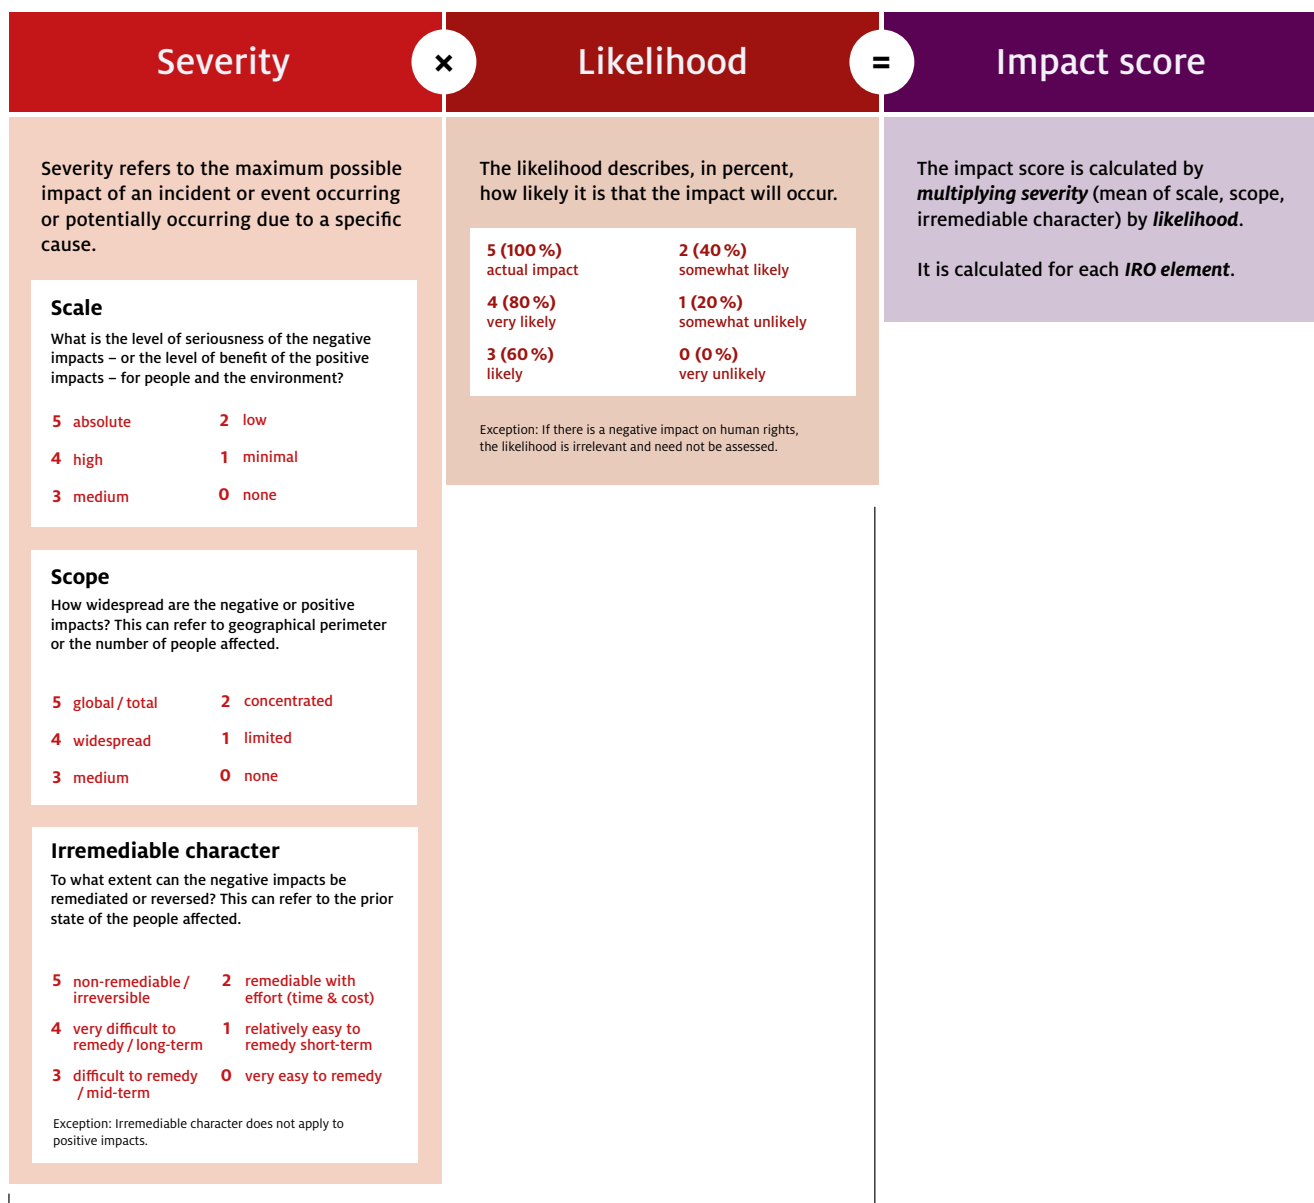 Severity
×
Likelihood
=
Impact score
Severity refers to the maximum possible
impact of an incident or event occurring
or potentially occurring due to a specific
cause.
Scale
What is the level of seriousness of the negative
impacts – or the level of benefit of the positive
impacts – for people and the environment?
5 absolute
2 low
4 high
1 minimal
3 medium
0 none
Scope
How widespread are the negative or positive
impacts? This can refer to geographical perimeter
or the number of people affected.
5 global / total
2 concentrated
4 widespread
1 limited
3 medium
0 none
Irremediable character
To what extent can the negative impacts be
remediated or reversed? This can refer to the prior
state of the people affected.
5 non-remediable /
irreversible
2 remediable with
effort (time & cost)
4 very difficult to
remedy / long-term
1 relatively easy to
remedy short-term
3 difficult to remedy
/ mid-term
0 very easy to remedy
Exception: Irremediable character does not apply to
positive impacts.
The likelihood describes, in percent,
how likely it is that the impact will occur.
5 (100 %)
actual impact
2 (40 %)
somewhat likely
4 (80 %)
very likely
1 (20 %)
somewhat unlikely
3 (60 %)
likely
0 (0 %)
very unlikely
Exception: If there is a negative impact on human rights,
the likelihood is irrelevant and need not be assessed.
The impact score is calculated by
multiplying severity (mean of scale, scope,
irremediable character) by likelihood.
It is calculated for each IRO element.